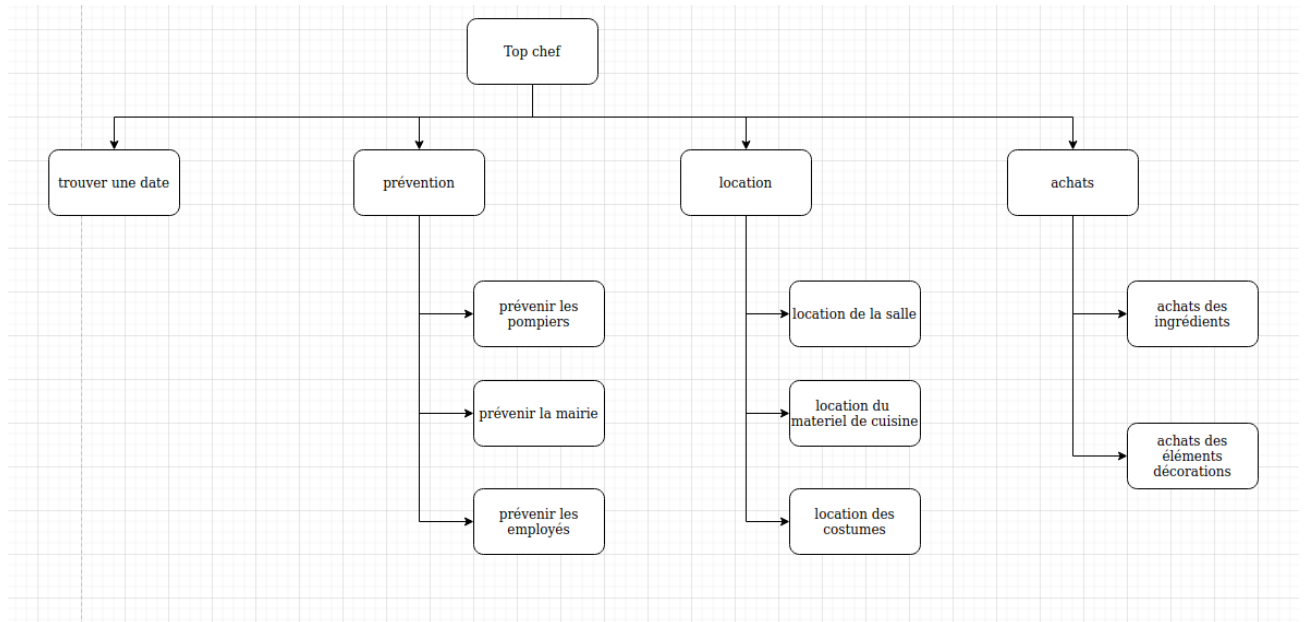 Top chef
trouver une date
prévention
location
achats
prévenir les
pompiers
location de la salle
achats des
ingrédients
prévenir la mairie
location du
materiel de cuisine
achats des
éléments
décorations
prévenir les
employés
location des
costumes